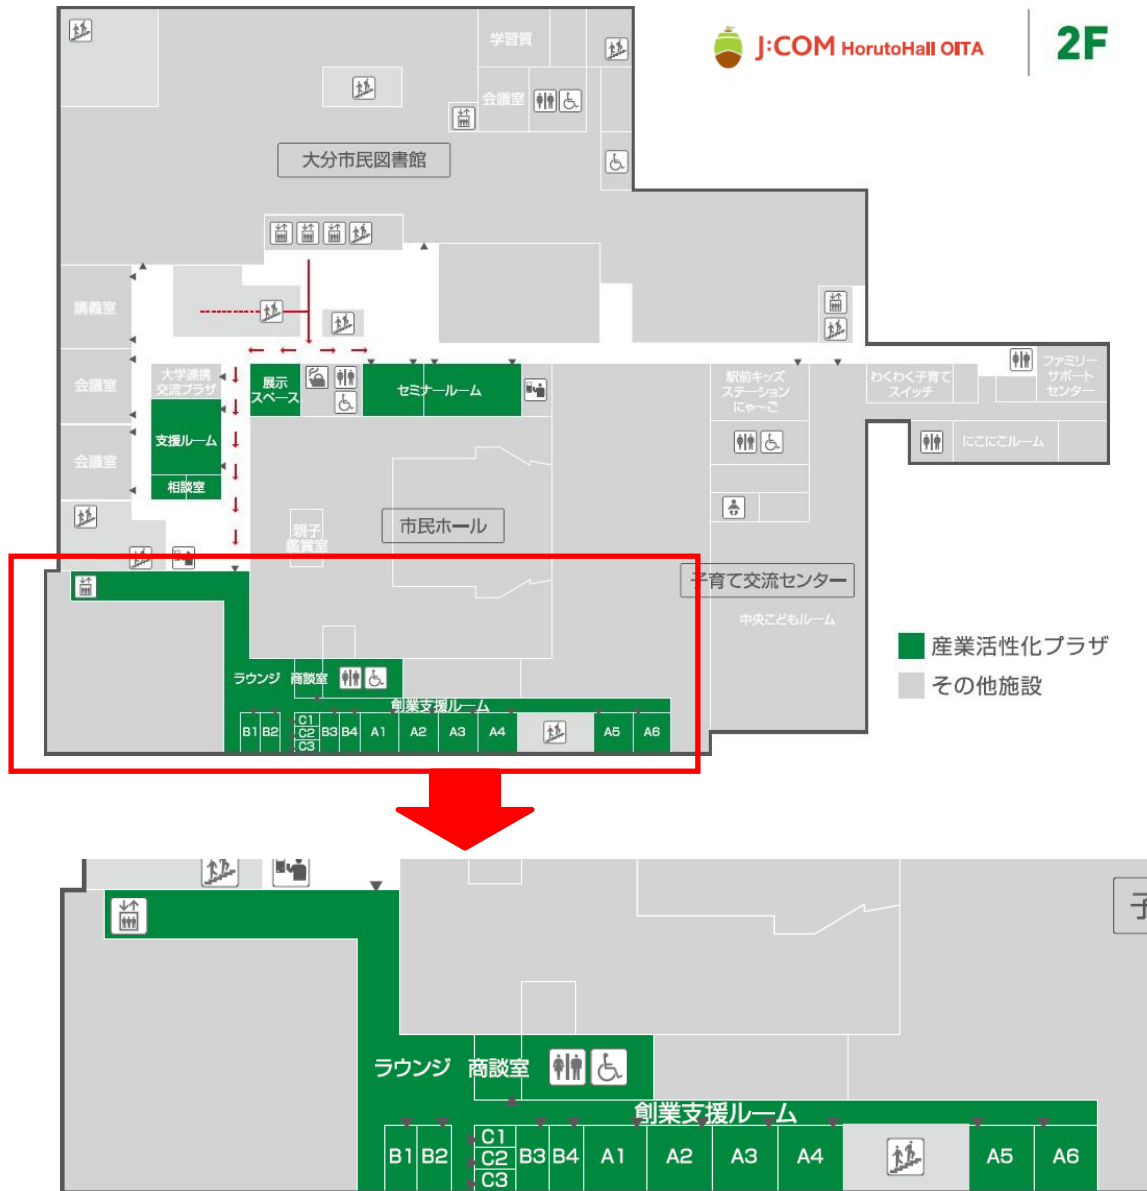 学習質
J:COM HorutoHall OITA
2F
会議室
大分市民図書館
講義室
会議室
大学連携
交流プラザ
展示
スペース
セミナールーム
駅前キッズ
ステーション
にゃ〜ご
わくわく子育て
スイッチ
ファミリー
サポート
センター
支援ルーム
にこにこルーム
会議室
相談室
市民ホール
親子
鑑賞室
子育て交流センター
中央こどもルーム
産業活性化プラザ
その他施設
ラウンジ
商談室
創業支援ルーム
B1
B2
C1
C2
C3
B3
B4
A1
A2
A3
A4
A5
A6
子
ラウンジ
商談室
創業支援ルーム
B1
B2
C1
C2
C3
B3
B4
A1
A2
A3
A4
A5
A6